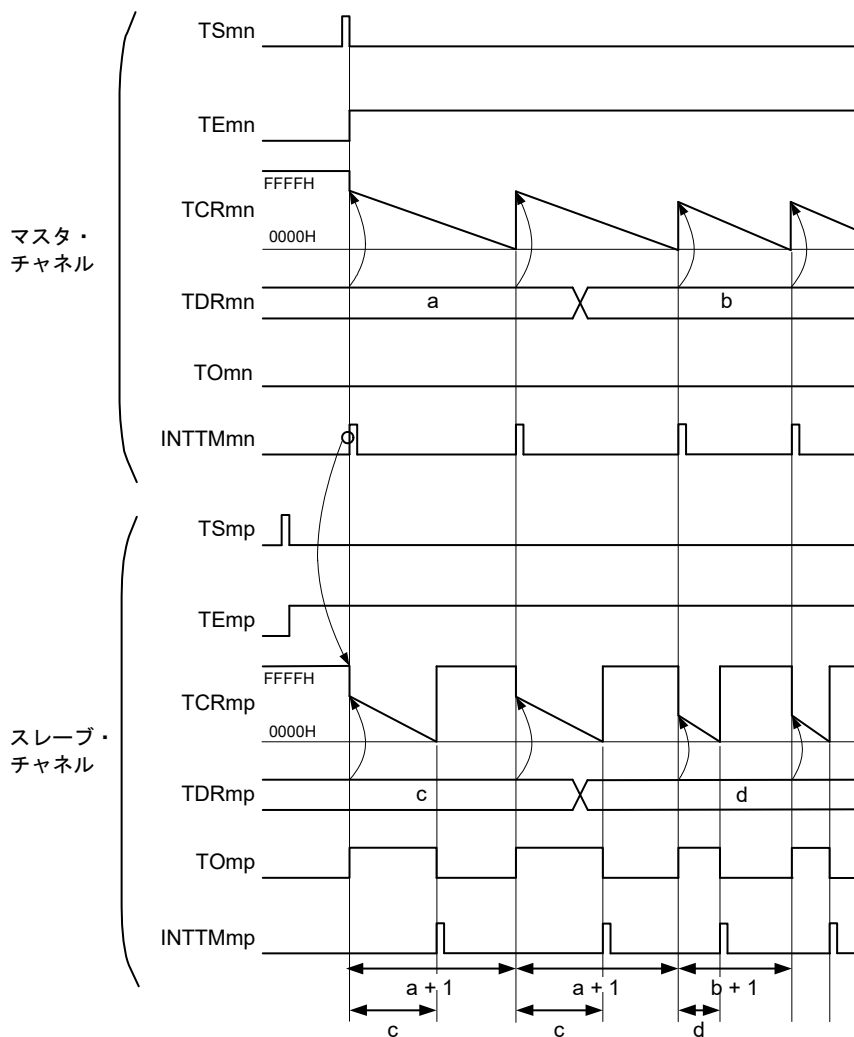 マスタ・
チャネル
TSmn
TEmn
FFFFH
TCRmn
0000H
TDRmn
a
b
TOmn
INTTMmn
スレーブ・
チャネル
TSmp
TEmp
FFFFH
TCRmp
0000H
TDRmp
c
d
TOmp
INTTMmp
a + 1
a + 1
b + 1
c
c
d